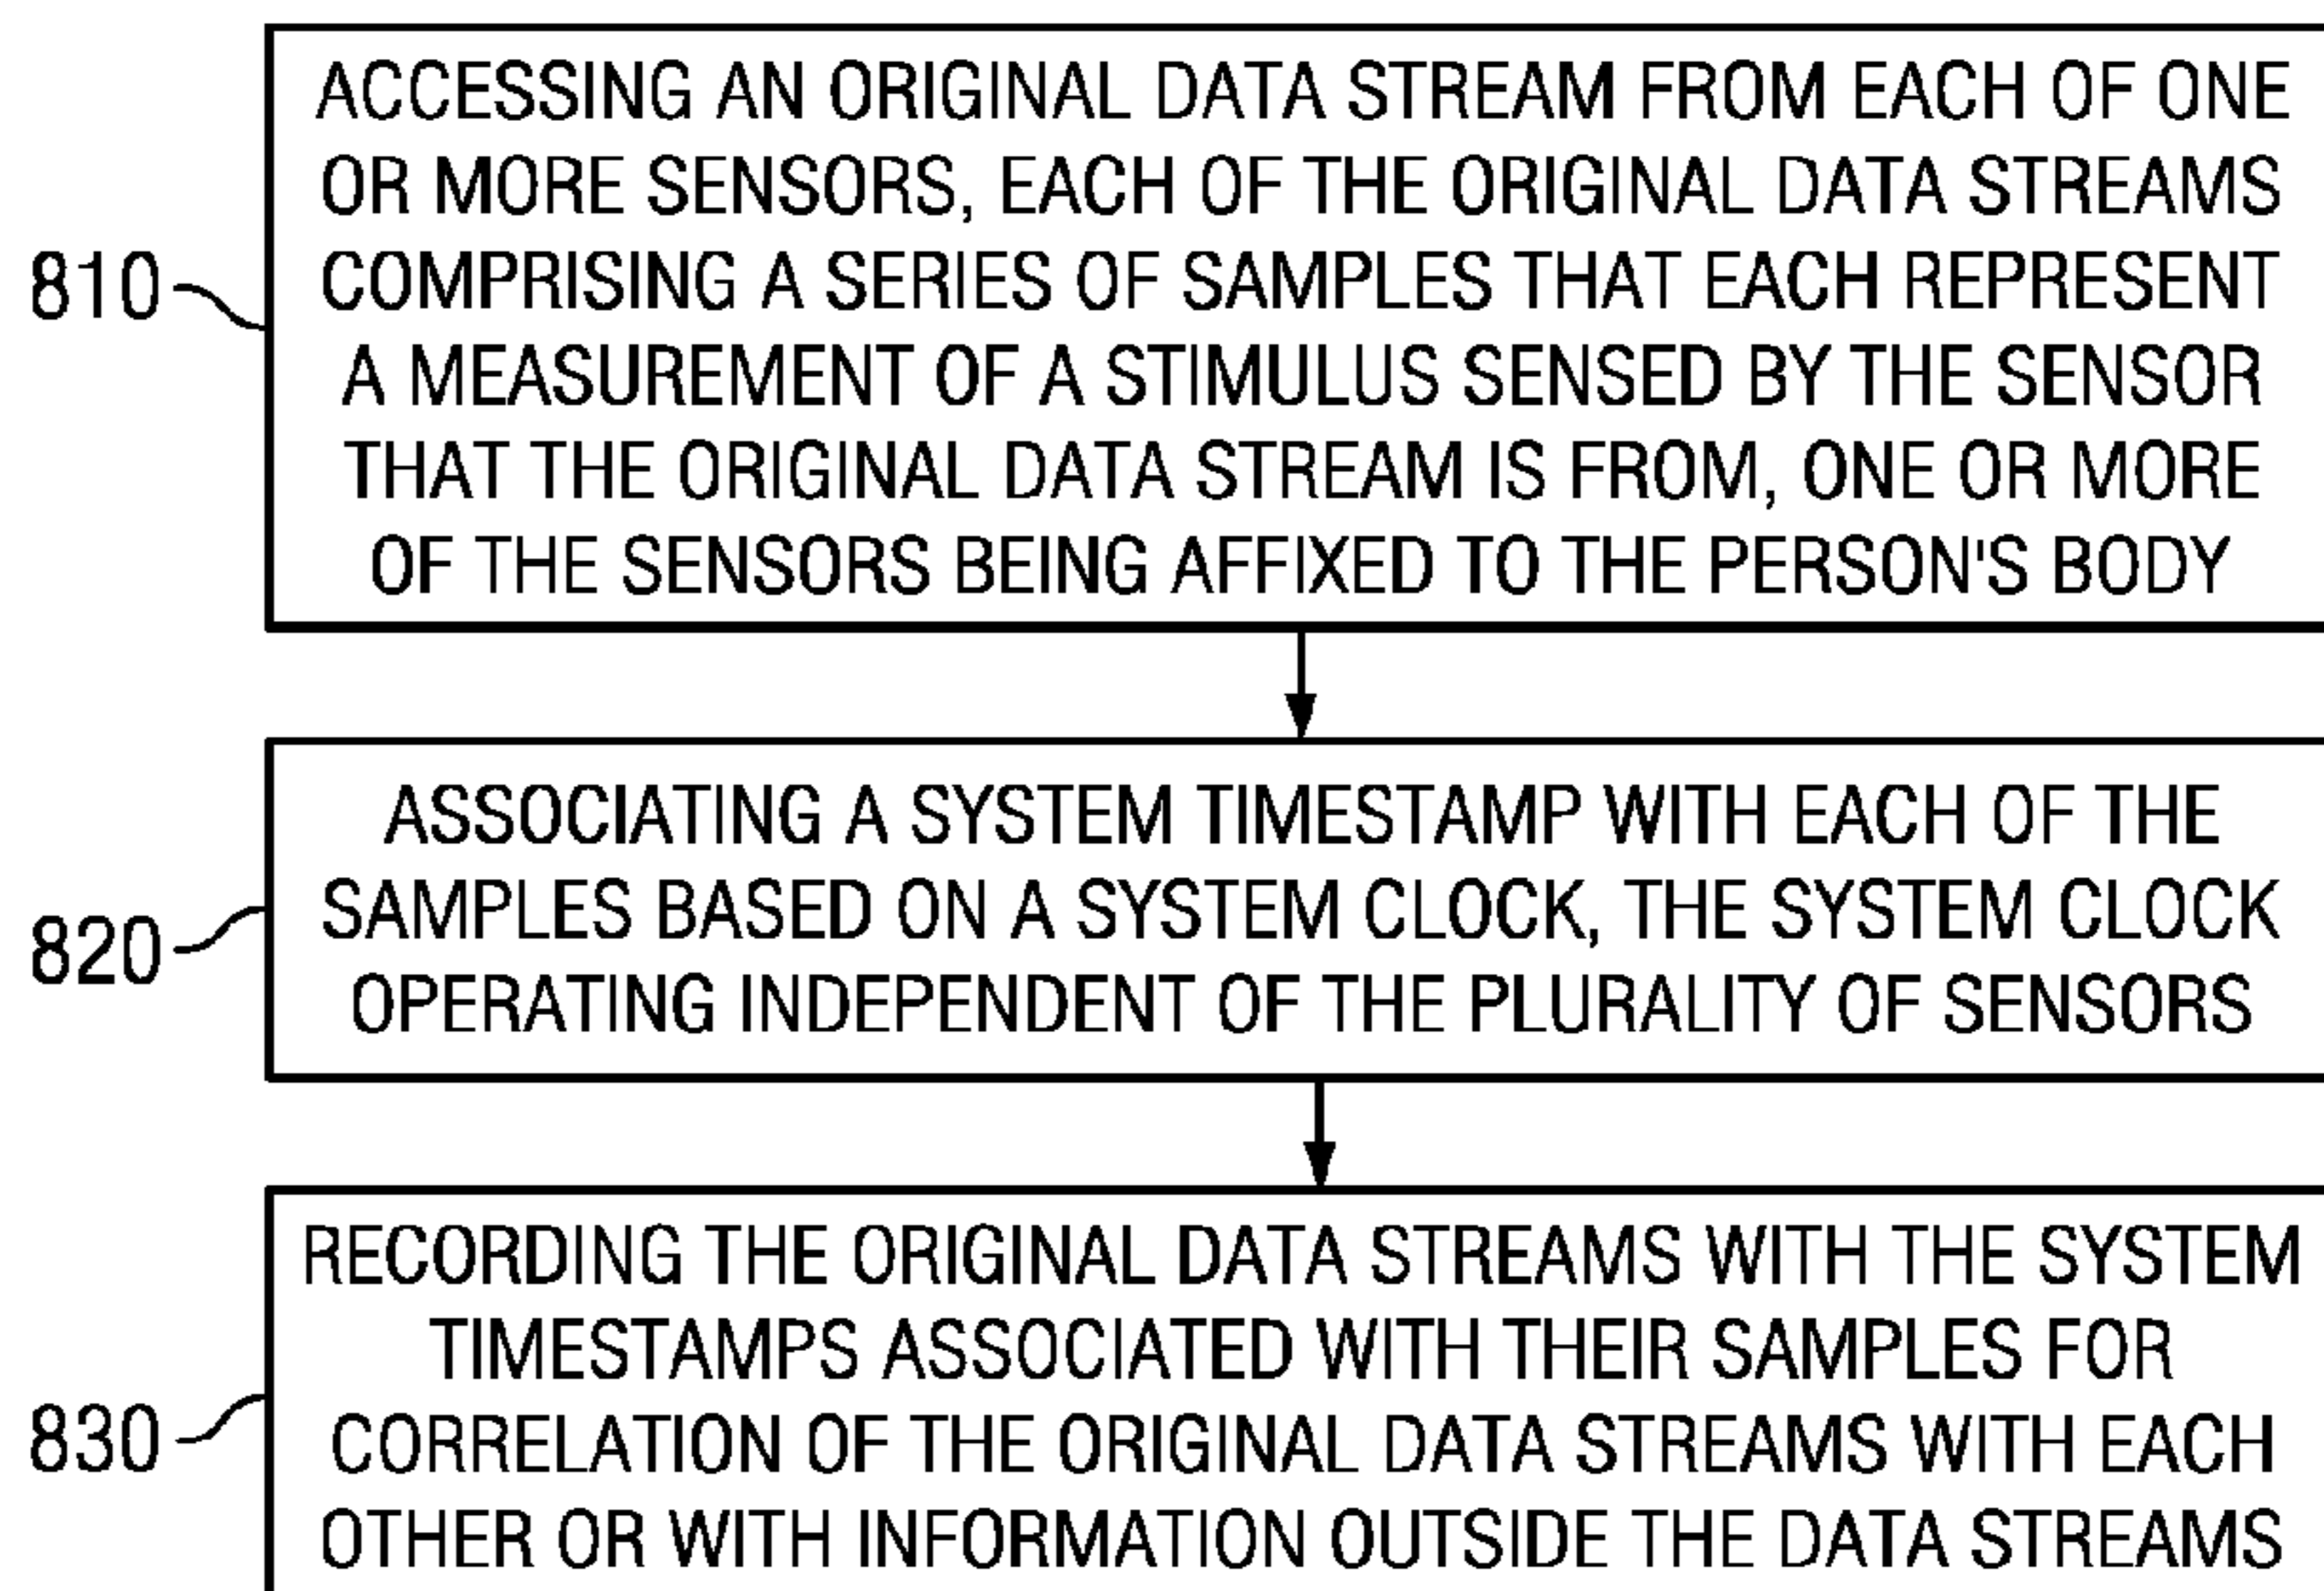 ACCESSING AN ORIGINAL DATA STREAM FROM EACH OF ONE
OR MORE SENSORS, EACH OF THE ORIGINAL DATA STREAMS
810
COMPRISING A SERIES OF SAMPLES THAT EACH REPRESENT
A MEASUREMENT OF A STIMULUS SENSED BY THE SENSOR
THAT THE ORIGINAL DATA STREAM IS FROM, ONE OR MORE
OF THE SENSORS BEING AFFIXED TO THE PERSON'S BODY
ASSOCIATING A SYSTEM TIMESTAMP WITH EACH OF THE
820
SAMPLES BASED ON A SYSTEM CLOCK, THE SYSTEM CLOCK
OPERATING INDEPENDENT OF THE PLURALITY OF SENSORS
RECORDING THE ORIGINAL DATA STREAMS WITH THE SYSTEM
TIMESTAMPS ASSOCIATED WITH THEIR SAMPLES FOR
830
CORRELATION OF THE ORIGINAL DATA STREAMS WITH EACH
OTHER OR WITH INFORMATION OUTSIDE THE DATA STREAMS